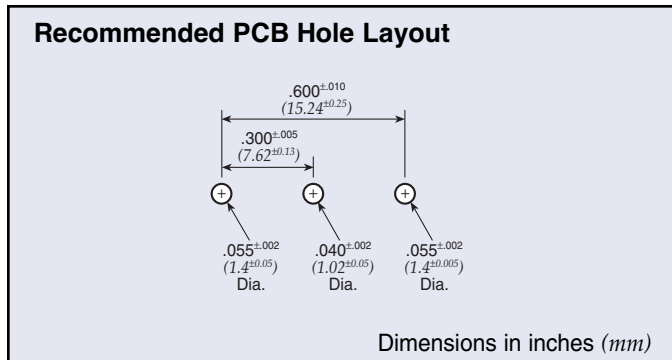 Recommended PCB Hole Layout
.600±.010
(15.24±0.25)
.300±.005
(7.62±0.13)
.055±.002 .040±.002 .055±.002
(1.4±0.05) (1.02±0.05) (1.4±0.005)
Dia. Dia. Dia.
Dimensions in inches (mm)